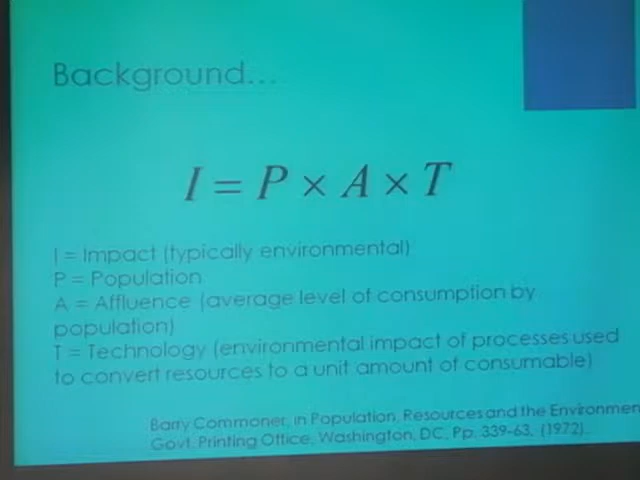 Background...
I = P × A × T
I = Impact (typically environmental)
P = Population
A = Affluence (average level of consumption by
population)
T = Technology (environmental impact of processes used
to convert resources to a unit amount of consumable)
Barry Commoner, in Population, Resources and the Environmen
Govt. Printing Office, Washington, DC, Pp. 339-63, (1972).